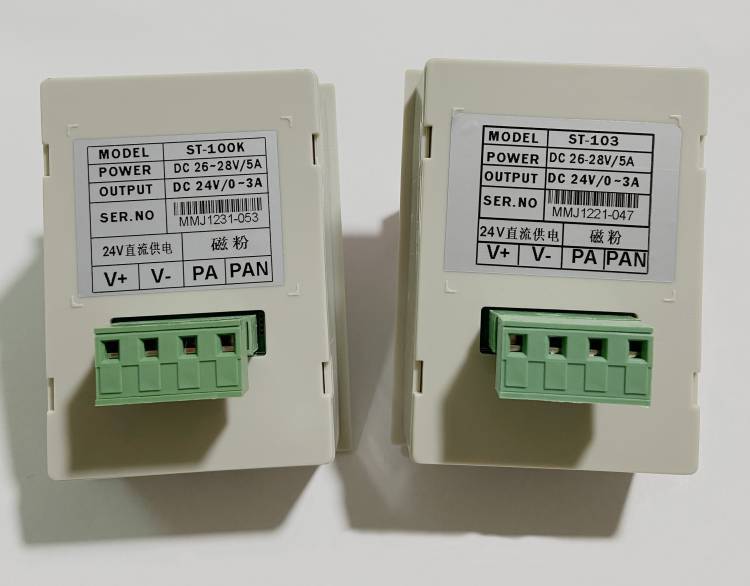 MODEL ST-100K
POWER DC 26~28V/5A
OUTPUT DC 24V/0~3A
SER.NO MMJ1231-053
24V直流供电 磁粉
V+ V- PA PAN
MODEL ST-103
POWER DC 26-28V/5A
OUTPUT DC 24V/0~3A
SER.NO MMJ1221-047
24V直流供电 磁粉
V+ V- PA PAN